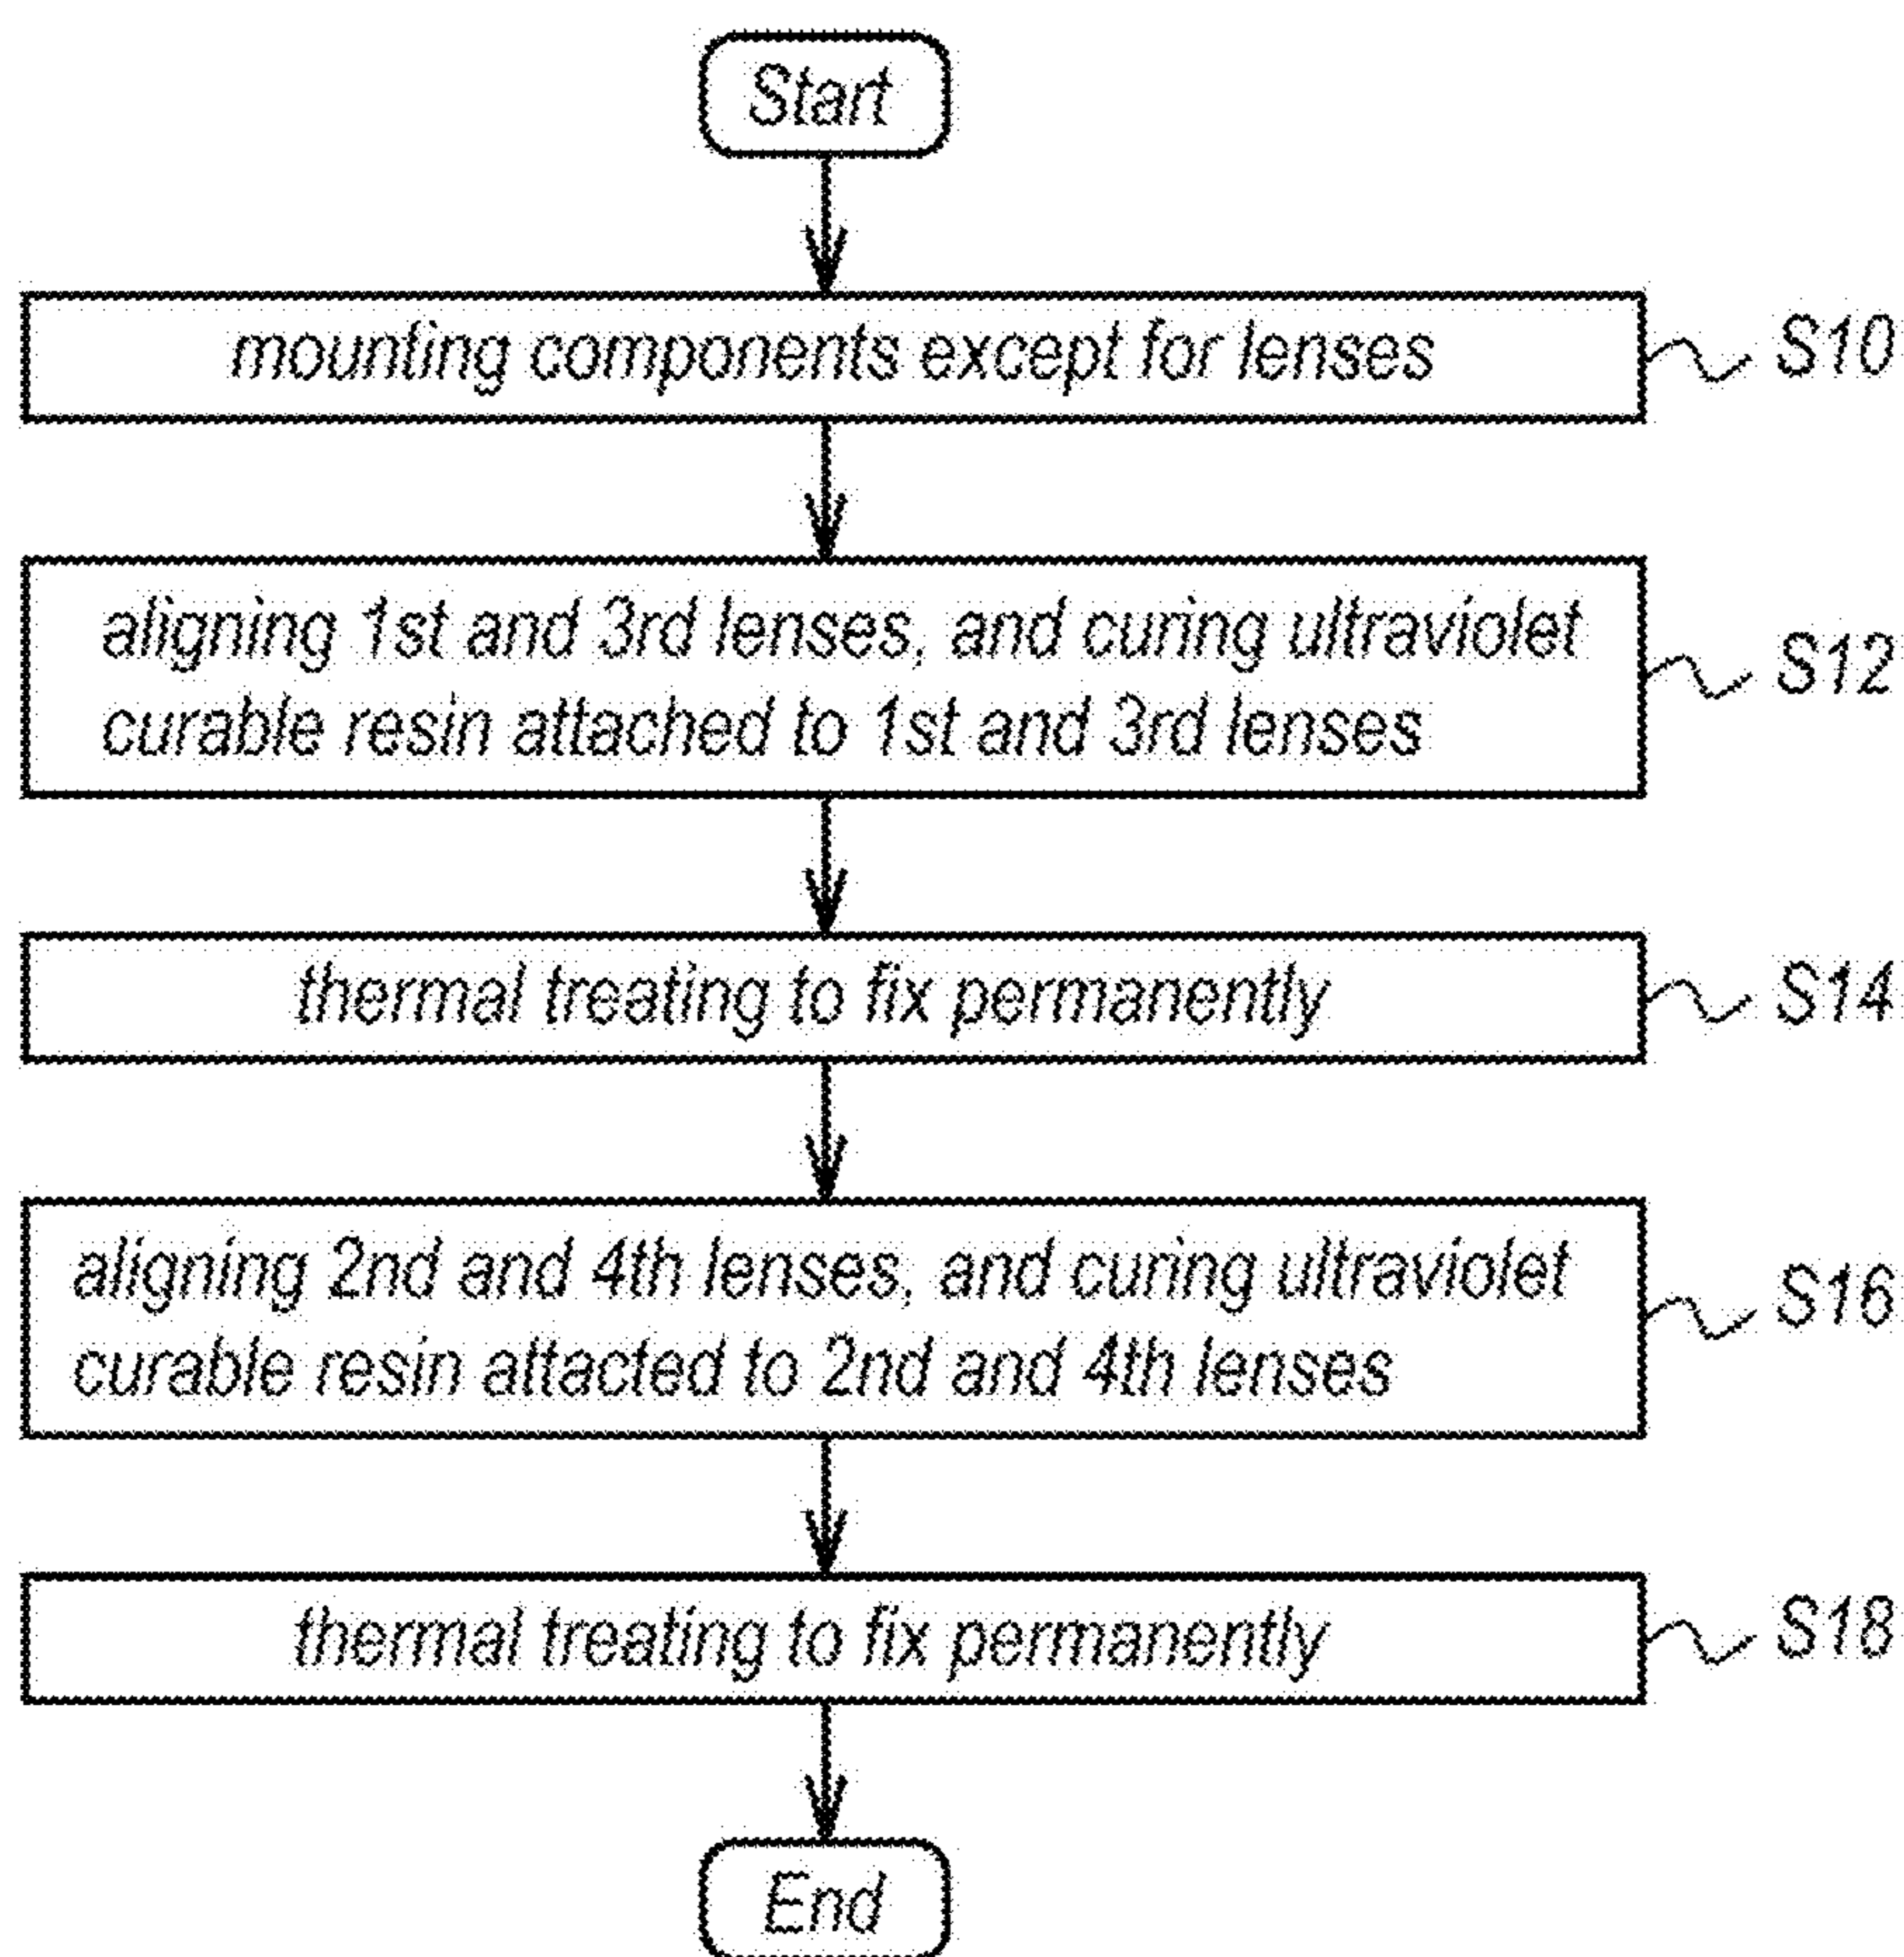 Start
mounting components except for lenses
S10
aligning 1st and 3rd lenses, and curing ultraviolet
curable resin attached to 1st and 3rd lenses
S12
thermal treating to fix permanently
S14
aligning 2nd and 4th lenses, and curing ultraviolet
curable resin attacted to 2nd and 4th lenses
S16
thermal treating to fix permanently
S18
End